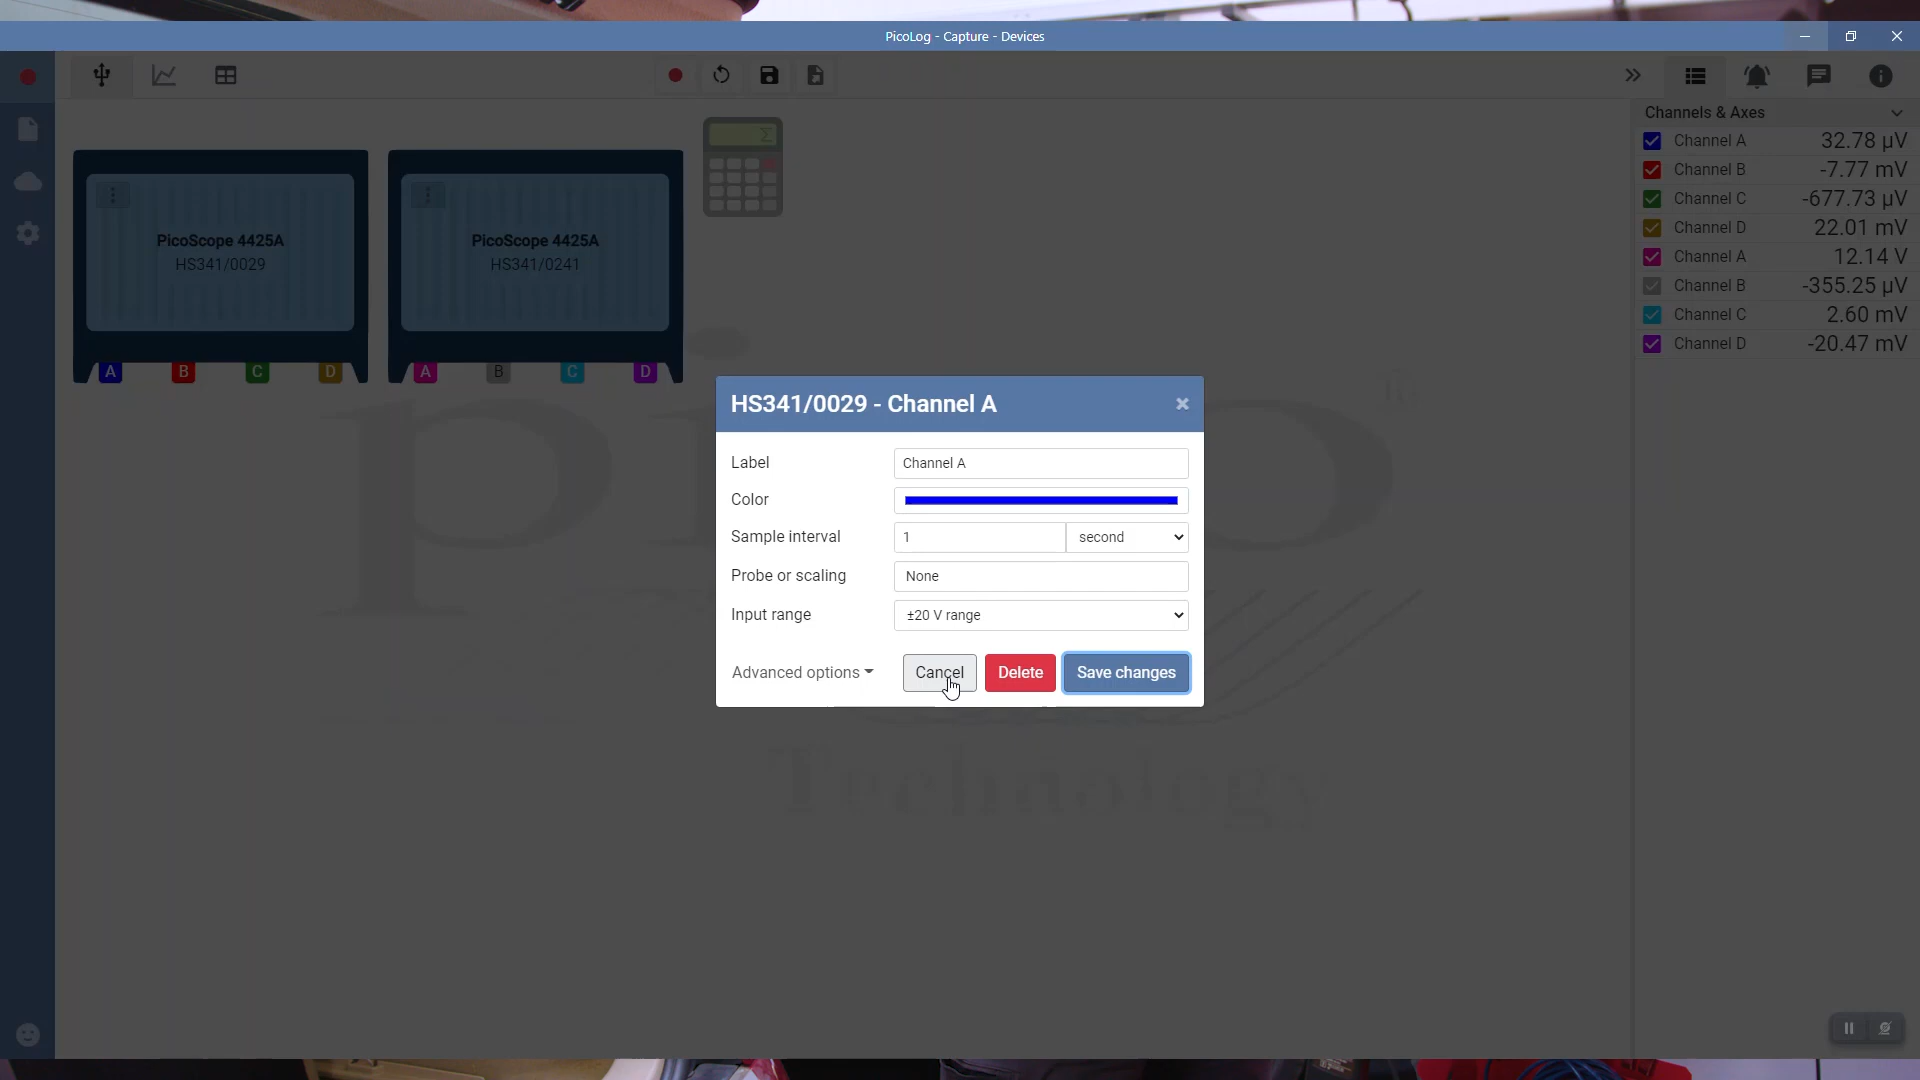 PicoLog - Capture - Devices
Channels & Axes
Channel A 32.78 µV
Channel B -7.77 mV
Channel C -677.73 µV
Channel D 22.01 mV
Channel A 12.14 V
Channel B -355.25 µV
Channel C 2.60 mV
Channel D -20.47 mV
Σ
PicoScope 4425A
HS341/0029
A B C D
PicoScope 4425A
HS341/0241
A B C D
HS341/0029 - Channel A
Label Channel A
Color
Sample interval 1 second
Probe or scaling None
Input range ±20 V range
Advanced options Cancel Delete Save changes
pico
Technology